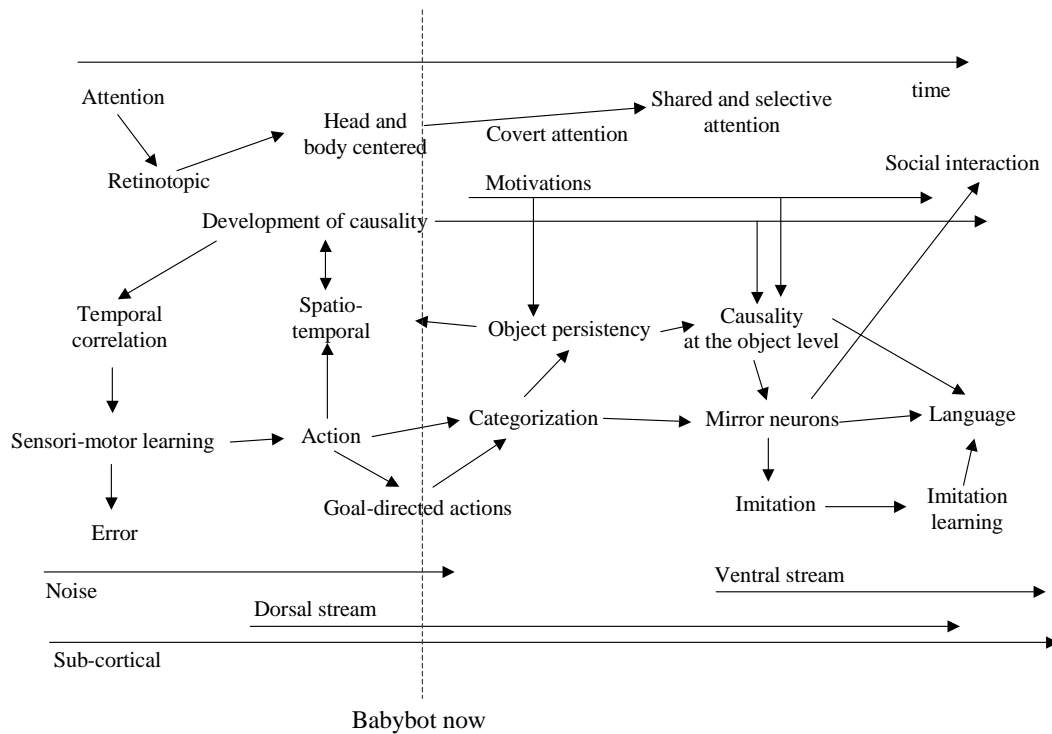 time
Attention
Shared and selective
attention
Head and
body centered
Covert attention
Retinotopic
Social interaction
Motivations
Development of causality
Temporal
correlation
Spatio-
temporal
Object persistency
Causality
at the object level
Sensori-motor learning
Action
Categorization
Mirror neurons
Language
Goal-directed actions
Imitation
Imitation
learning
Error
Noise
Ventral stream
Dorsal stream
Sub-cortical
Babybot now